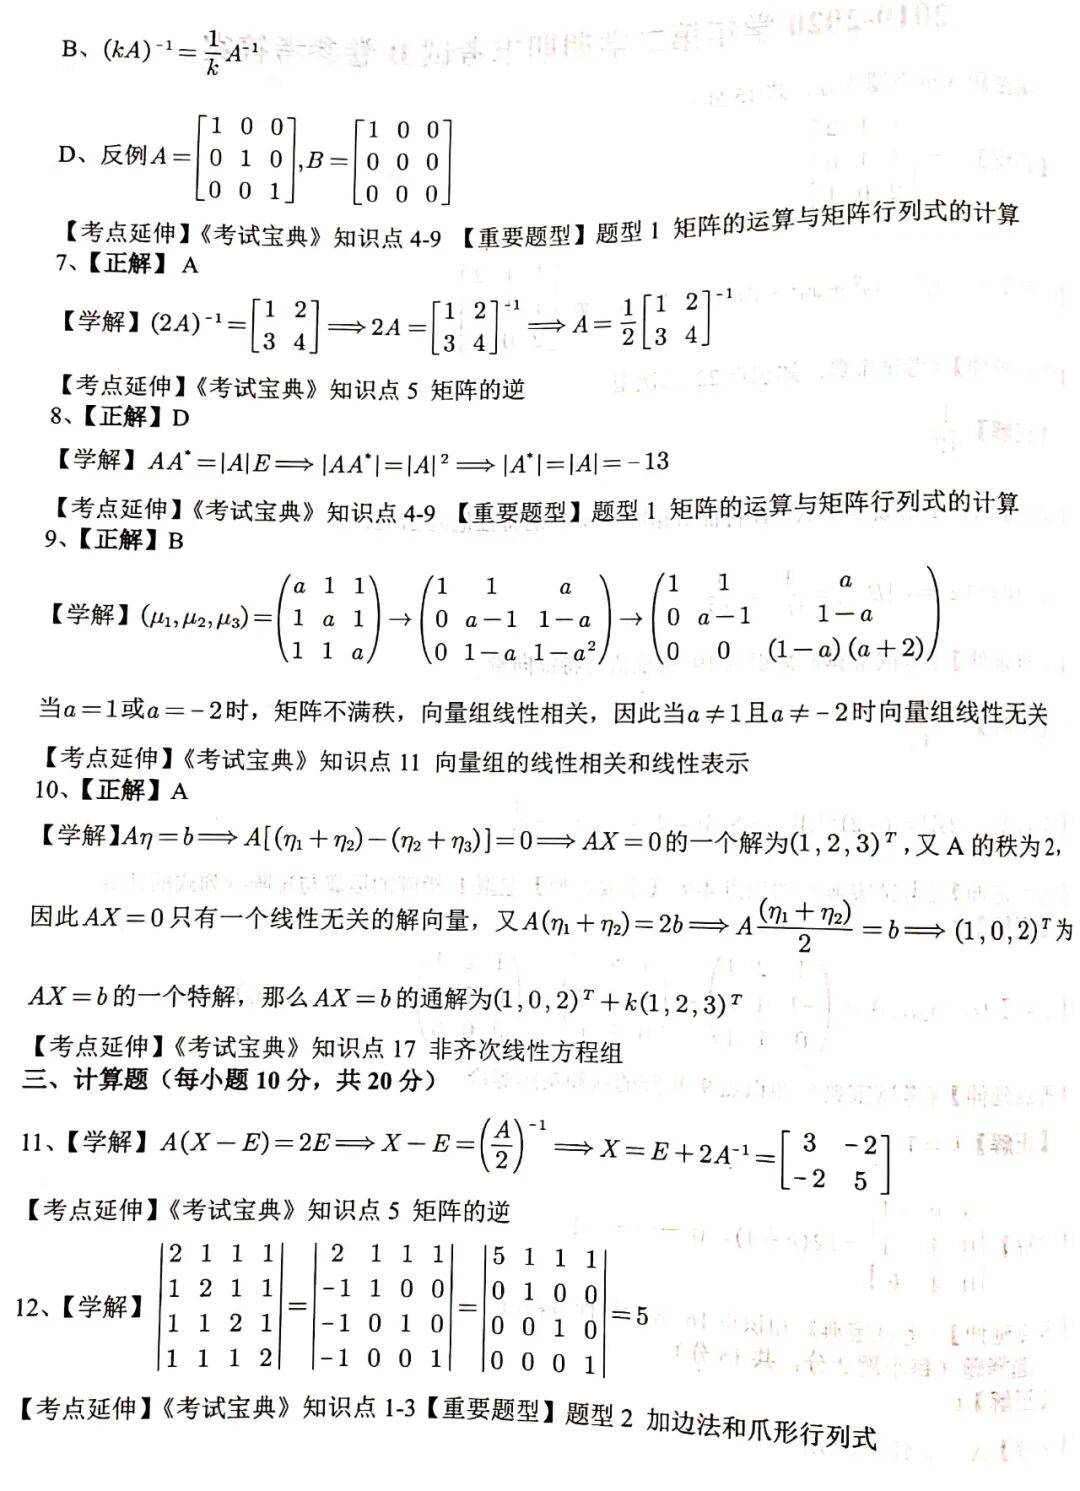 B、(kA)⁻¹ = 1/k A⁻¹
D、反例 A = [1 0 0; 0 1 0; 0 0 1], B = [1 0 0; 0 0 0; 0 0 0]
【考点延伸】《考试宝典》知识点 4-9 【重要题型】题型 1 矩阵的运算与矩阵行列式的计算
7、【正解】 A
【学解】(2A)⁻¹ = [1 2; 3 4] ⟹ 2A = [1 2; 3 4]⁻¹ ⟹ A = 1/2 [1 2; 3 4]⁻¹
【考点延伸】《考试宝典》知识点 5 矩阵的逆
8、【正解】D
【学解】AA* = |A|E ⟹ |AA*| = |A|² ⟹ |A*| = |A| = −13
【考点延伸】《考试宝典》知识点 4-9 【重要题型】题型 1 矩阵的运算与矩阵行列式的计算
9、【正解】B
【学解】(μ₁, μ₂, μ₃) = (a 1 1; 1 a 1; 1 1 a) → (1 1 a; 0 a−1 1−a; 0 1−a 1−a²) → (1 1 a; 0 a−1 1−a; 0 0 (1−a)(a+2))
当a=1或a=−2时，矩阵不满秩，向量组线性相关，因此当a≠1且a≠−2时向量组线性无关
【考点延伸】《考试宝典》知识点 11 向量组的线性相关和线性表示
10、【正解】A
【学解】Aη = b ⟹ A[(η₁+η₂)−(η₂+η₃)] = 0 ⟹ AX = 0 的一个解为(1, 2, 3)ᵀ, 又 A 的秩为 2,
因此 AX = 0 只有一个线性无关的解向量，又 A(η₁+η₂) = 2b ⟹ A (η₁+η₂)/2 = b ⟹ (1, 0, 2)ᵀ为
AX = b 的一个特解，那么 AX = b 的通解为(1, 0, 2)ᵀ + k(1, 2, 3)ᵀ
【考点延伸】《考试宝典》知识点 17 非齐次线性方程组
三、计算题（每小题 10 分，共 20 分）
11、【学解】A(X − E) = 2E ⟹ X − E = (A/2)⁻¹ ⟹ X = E + 2A⁻¹ = [3 −2; −2 5]
【考点延伸】《考试宝典》知识点 5 矩阵的逆
12、【学解】|2 1 1 1; 1 2 1 1; 1 1 2 1; 1 1 1 2| = |2 1 1 1; −1 1 0 0; −1 0 1 0; −1 0 0 1| = |5 1 1 1; 0 1 0 0; 0 0 1 0; 0 0 0 1| = 5
【考点延伸】《考试宝典》知识点 1-3【重要题型】题型 2 加边法和爪形行列式